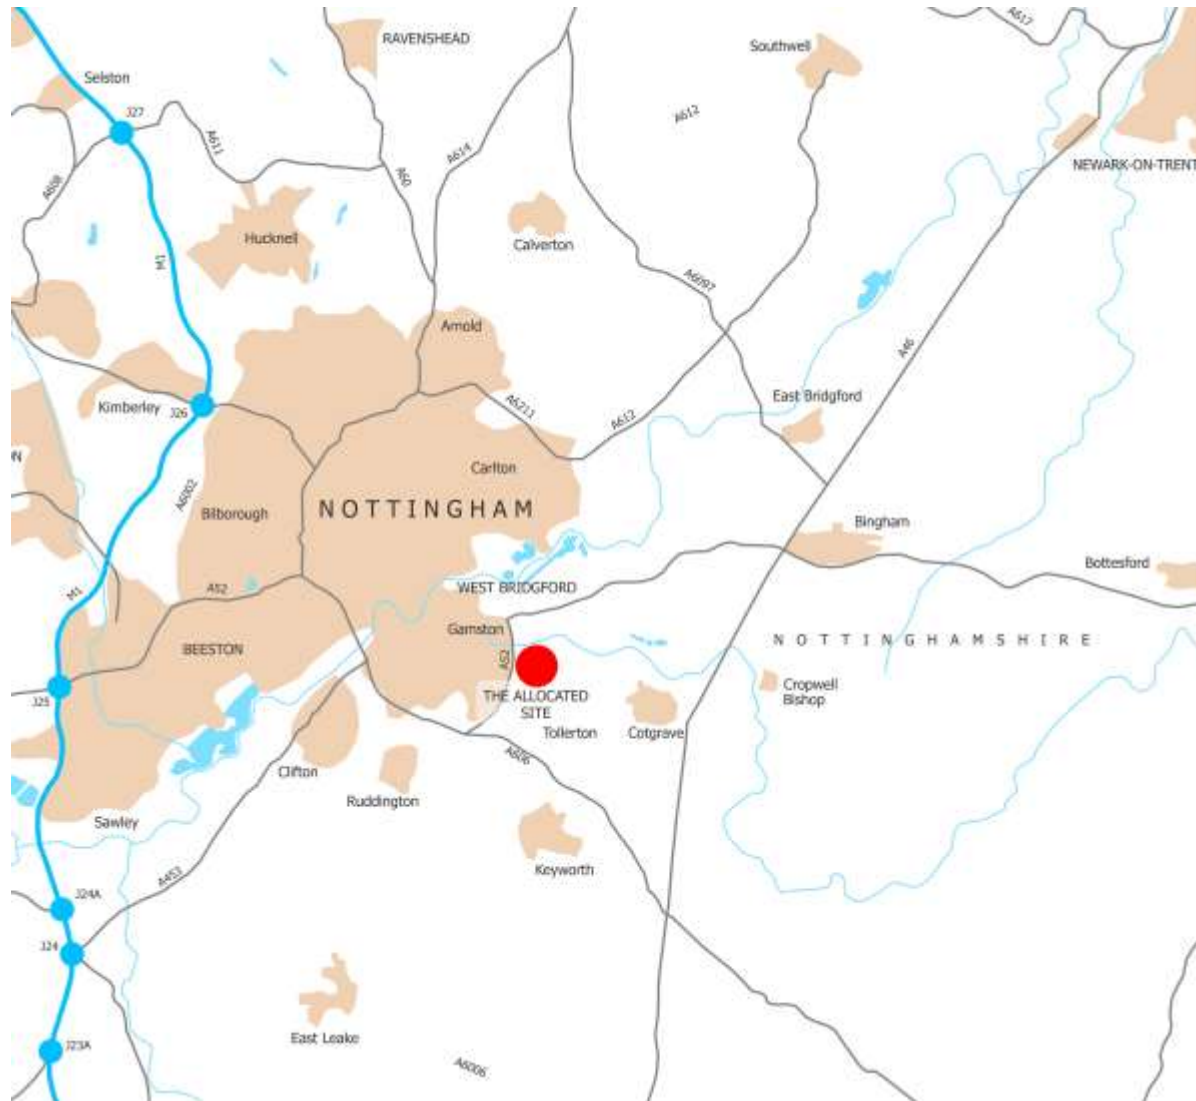 A617
RAVENSHEAD
Southwell
Selston
J27
A612
A611
A614
NEWARK-ON-TRENT
A60
A608
Hucknell
Calverton
M1
A6097
Arnold
A46
East Bridgford
Kimberley
J26
A6211
A612
N
Carlton
A6002
NOTTINGHAM
Bilborough
Bingham
Bottesford
A52
WEST BRIDGFORD
M1
Gamston
NOTTINGHAMSHIRE
BEESTON
A52
J25
THE ALLOCATED
SITE
Cropwell
Bishop
Tollerton
Cotgrave
A606
Clifton
Ruddington
Sawley
Keyworth
A453
J24A
J24
East Leake
J23A
A6006